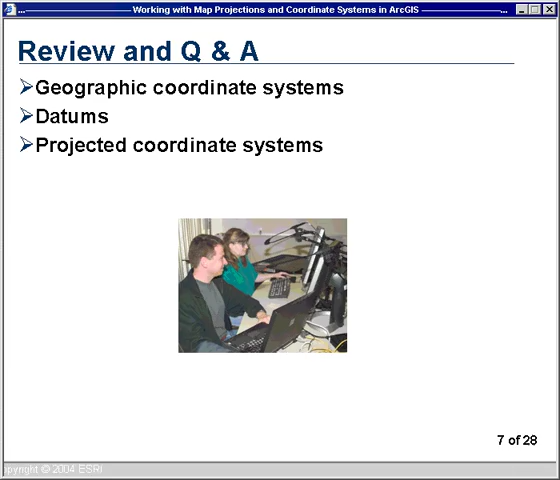 Working with Map Projections and Coordinate Systems in ArcGIS
Review and Q & A
Geographic coordinate systems
Datums
Projected coordinate systems
7 of 28
opyright © 2004 ESRI